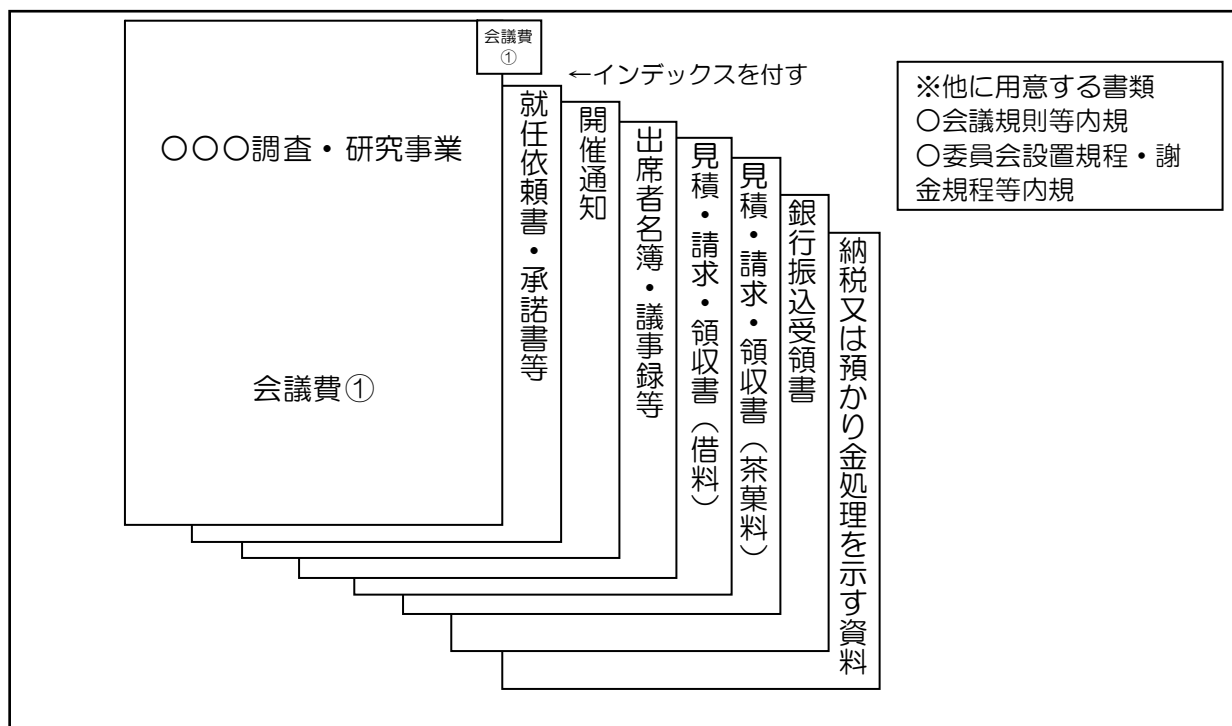 会議費
①
←インデックスを付す
〇〇〇調査・研究事業
会議費①
就任依頼書・承諾書等
開催通知
出席者名簿・議事録等
見積・請求・領収書（借料）
見積・請求・領収書（茶菓料）
銀行振込受領書
納税又は預かり金処理を示す資料
※他に用意する書類
〇会議規則等内規
〇委員会設置規程・謝
金規程等内規